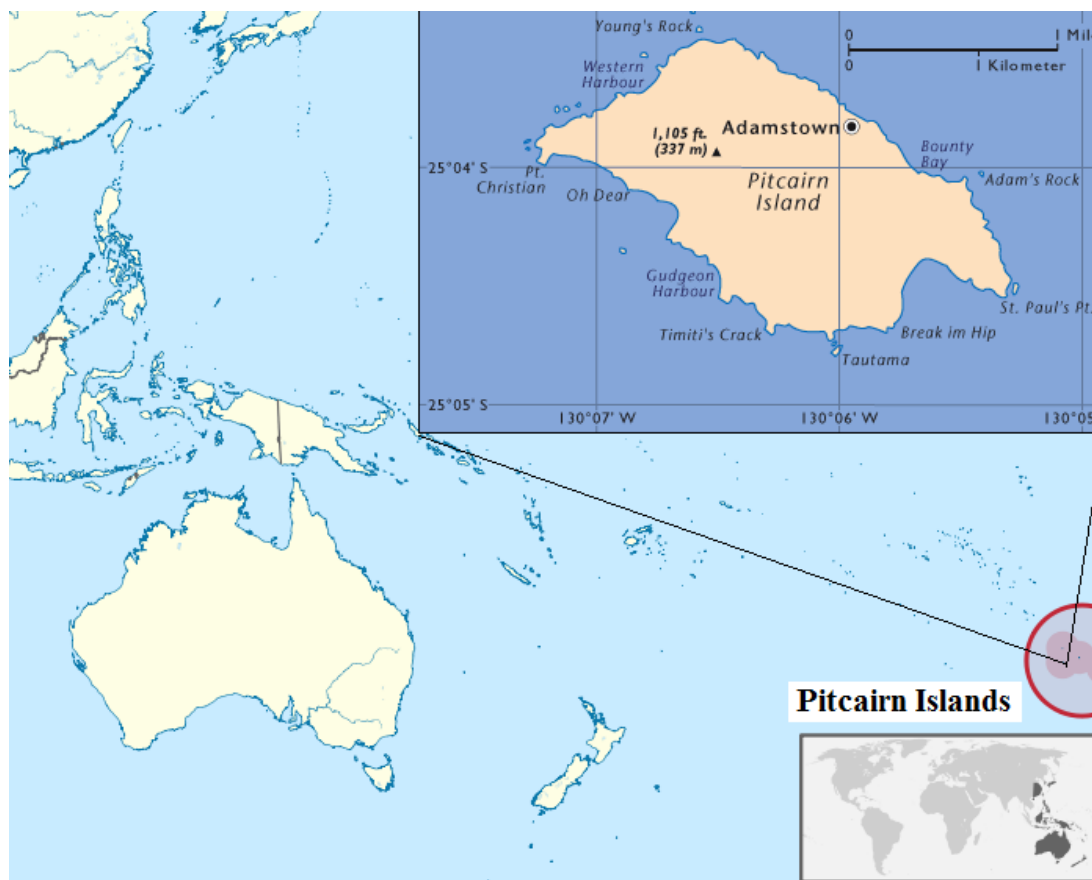 Young's Rock
0
1 Mile
0
1 Kilometer
Western
Harbour
1,105 ft.
(337 m)
Adamstown
Bounty
Bay
25°04' S
Pt.
Christian
Oh Dear
Pitcairn
Island
Adam's Rock
Gudgeon
Harbour
St. Paul's Pt.
Timiti's Crack
Break im Hip
Tautama
25°05' S
130°07'W
130°06'W
130°05
Pitcairn Islands